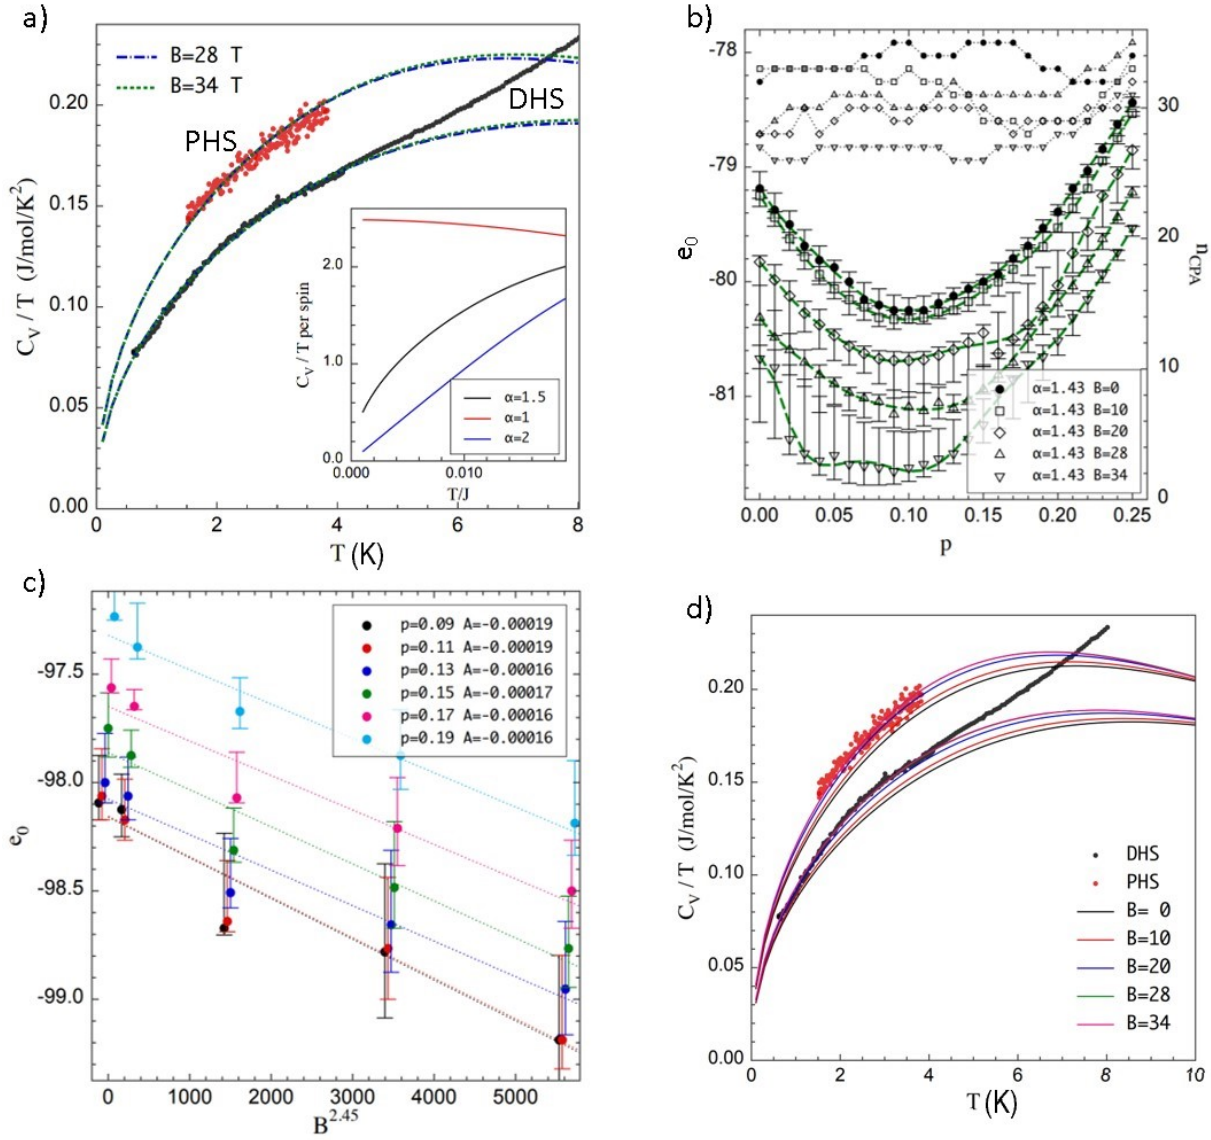 a)
B=28 T
B=34 T
PHS
DHS
C_V / T (J/mol/K²)
0.20
0.15
0.10
0.05
0.00
0
2
4
6
8
T (K)
C_V / T per spin
2.0
1.0
0.0
0.000
0.010
T/J
α=1.5
α=1
α=2
b)
-78
-79
-80
-81
e₀
30
20
10
0
n_CPA
α=1.43 B=0
α=1.43 B=10
α=1.43 B=20
α=1.43 B=28
α=1.43 B=34
0.00
0.05
0.10
0.15
0.20
0.25
p
c)
p=0.09 A=-0.00019
p=0.11 A=-0.00019
p=0.13 A=-0.00016
p=0.15 A=-0.00017
p=0.17 A=-0.00016
p=0.19 A=-0.00016
-97.5
-98.0
-98.5
-99.0
e₀
0
1000
2000
3000
4000
5000
B^2.45
d)
0.20
0.15
0.10
0.05
0.00
C_V / T (J/mol/K²)
DHS
PHS
B= 0
B=10
B=20
B=28
B=34
0
2
4
6
8
10
T (K)